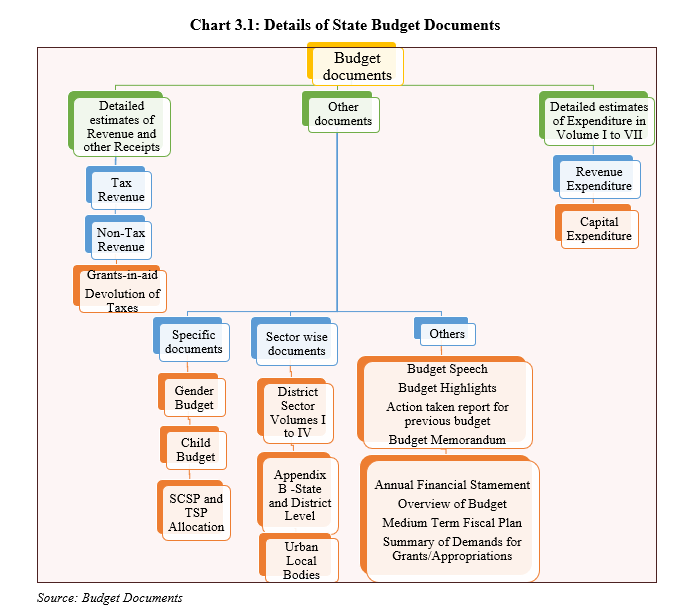 Chart 3.1: Details of State Budget Documents
Budget
documents
Detailed
estimates of
Revenue and
other Receipts
Tax
Revenue
Non-Tax
Revenue
Grants-in-aid
Devolution of
Taxes
Other
documents
Detailed estimates
of Expenditure in
Volume I to VII
Revenue
Expenditure
Capital
Expenditure
Specific
documents
Gender
Budget
Child
Budget
SCSP and
TSP
Allocation
Sector wise
documents
District
Sector
Volumes I
to IV
Appendix
B -State
and District
Level
Urban
Local
Bodies
Others
Budget Speech
Budget Highlights
Action taken report for
previous budget
Budget Memorandum
Annual Financial Stamement
Overview of Budget
Medium Term Fiscal Plan
Summary of Demands for
Grants/Appropriations
Source: Budget Documents